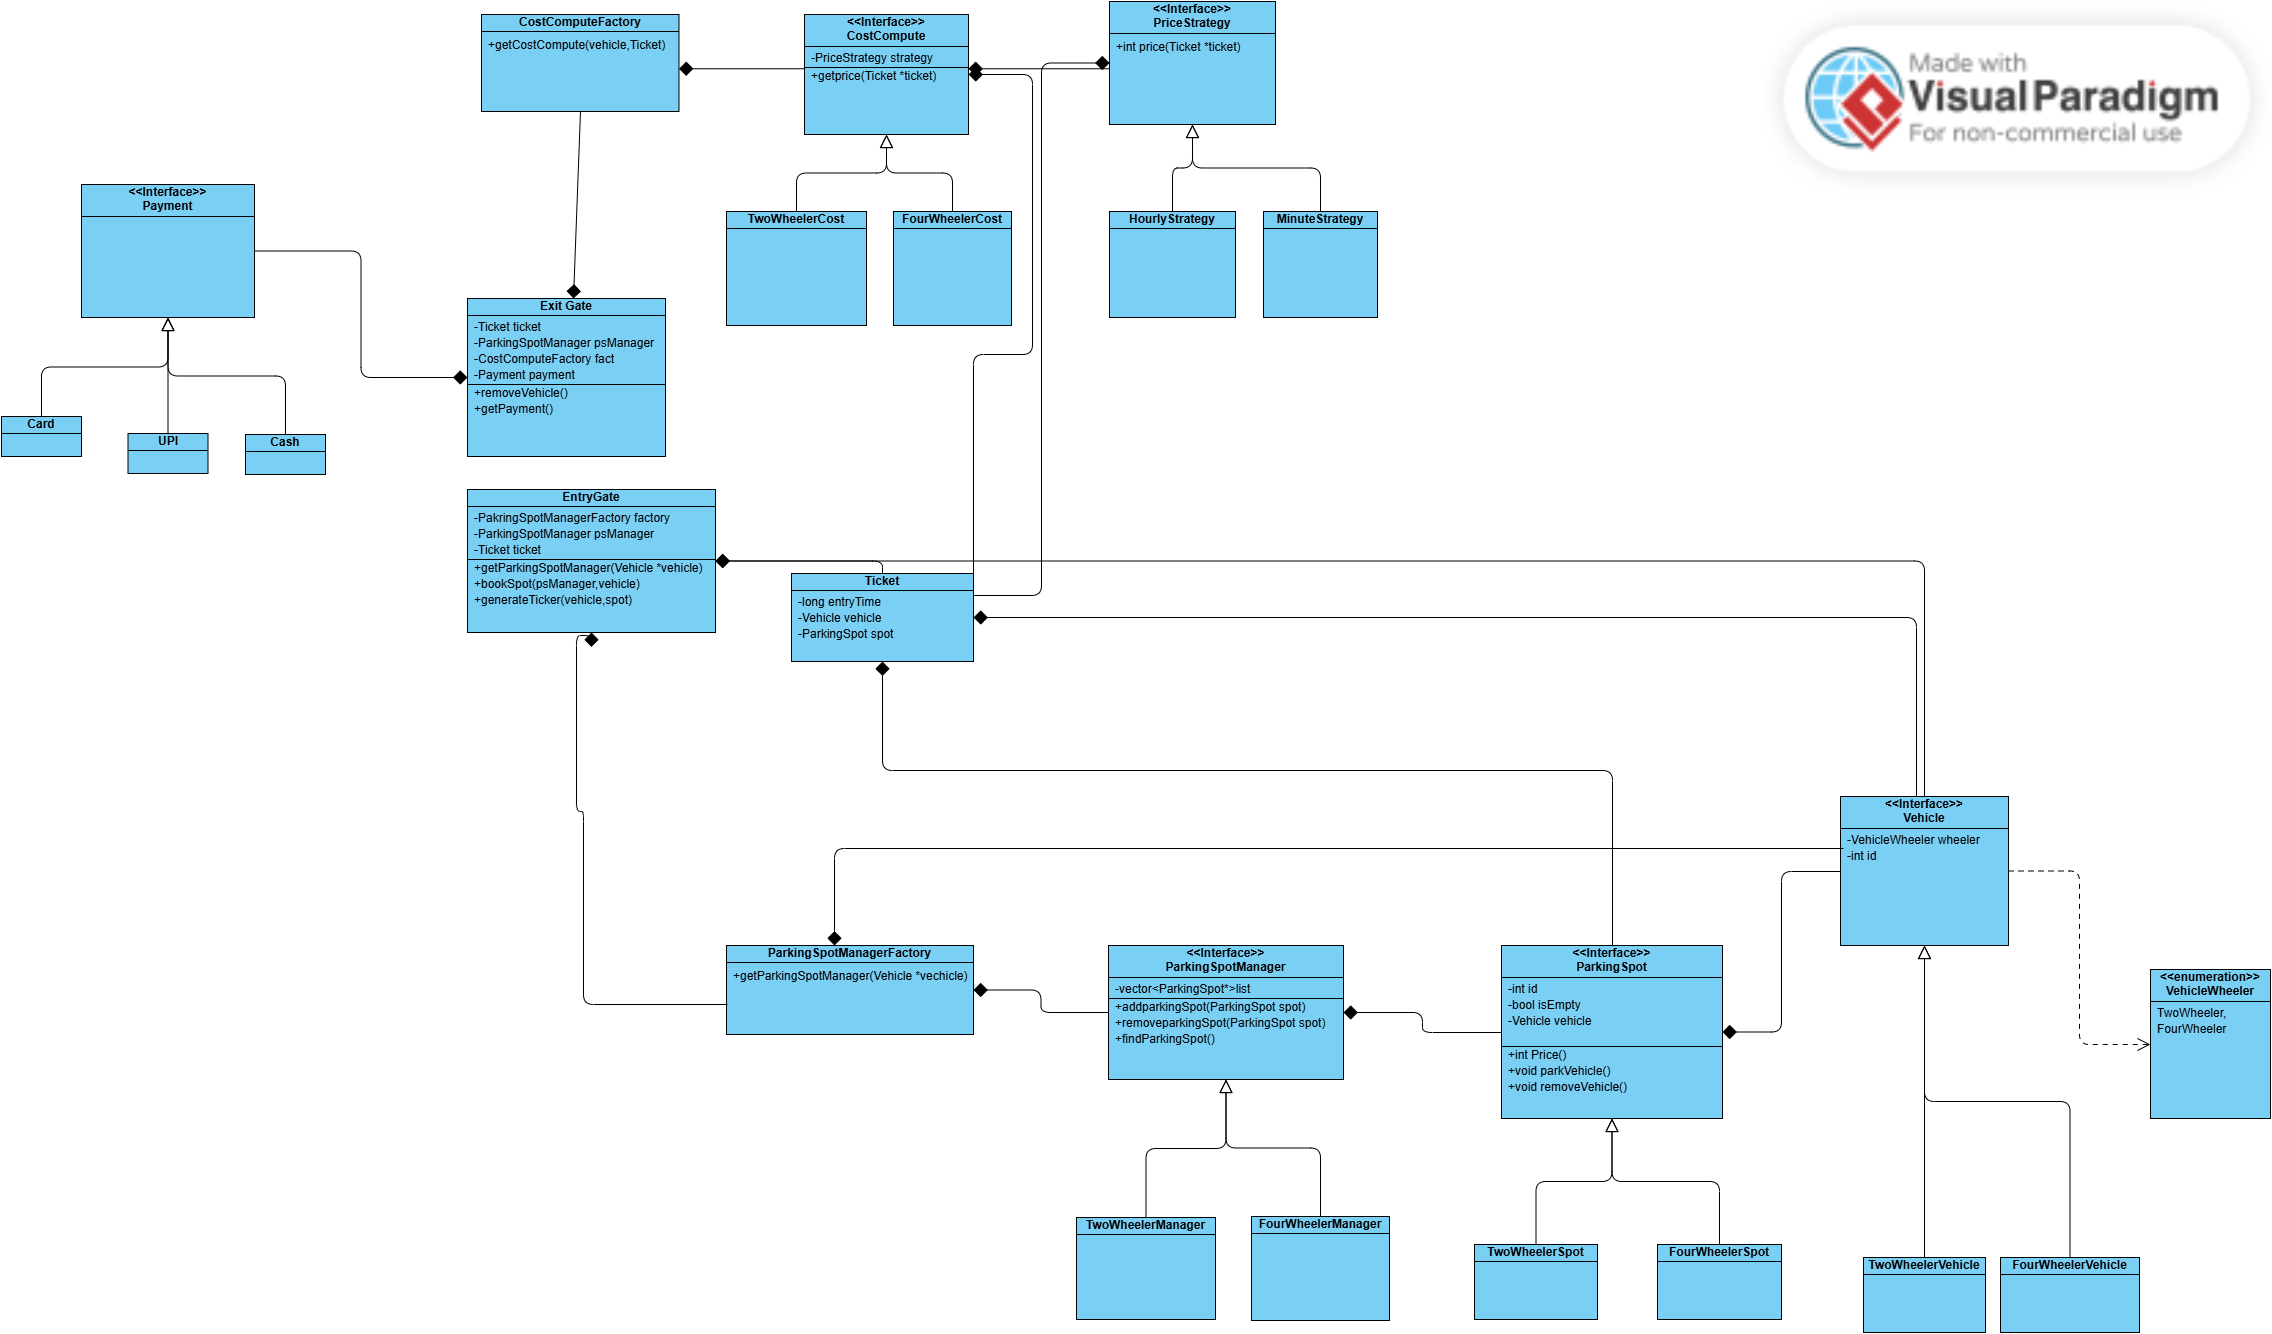 CostComputeFactory
+getCostCompute(vehicle,Ticket)
<<Interface>>
CostCompute
-PriceStrategy strategy
+getprice(Ticket *ticket)
<<Interface>>
PriceStrategy
+int price(Ticket *ticket)
Made with
Visual Paradigm
For non-commercial use
<<Interface>>
Payment
TwoWheelerCost
FourWheelerCost
HourlyStrategy
MinuteStrategy
Exit Gate
-Ticket ticket
-ParkingSpotManager psManager
-CostComputeFactory fact
-Payment payment
+removeVehicle()
+getPayment()
Card
UPI
Cash
EntryGate
-PakringSpotManagerFactory factory
-ParkingSpotManager psManager
-Ticket ticket
+getParkingSpotManager(Vehicle *vehicle)
+bookSpot(psManager,vehicle)
+generateTicker(vehicle,spot)
Ticket
-long entryTime
-Vehicle vehicle
-ParkingSpot spot
<<Interface>>
Vehicle
-VehicleWheeler wheeler
-int id
ParkingSpotManagerFactory
+getParkingSpotManager(Vehicle *vechicle)
<<Interface>>
ParkingSpotManager
-vector<ParkingSpot*>list
+addparkingSpot(ParkingSpot spot)
+removeparkingSpot(ParkingSpot spot)
+findParkingSpot()
<<Interface>>
ParkingSpot
-int id
-bool isEmpty
-Vehicle vehicle
+int Price()
+void parkVehicle()
+void removeVehicle()
<<enumeration>>
VehicleWheeler
TwoWheeler,
FourWheeler
TwoWheelerManager
FourWheelerManager
TwoWheelerSpot
FourWheelerSpot
TwoWheelerVehicle
FourWheelerVehicle